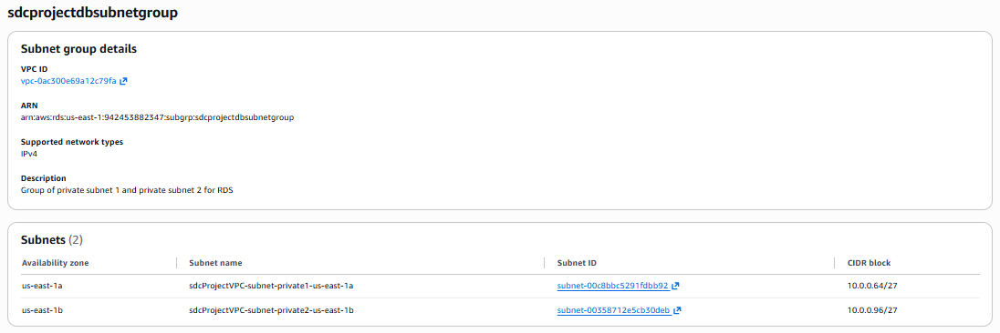 sdcprojectdbsubnetgroup
Subnet group details
VPC ID
vpc-0ac300e69a12c79fa
ARN
arn:aws:rds:us-east-1:942453882347:subgrp:sdcprojectdbsubnetgroup
Supported network types
IPv4
Description
Group of private subnet 1 and private subnet 2 for RDS
Subnets (2)
Availability zone Subnet name Subnet ID CIDR block
us-east-1a sdcProjectVPC-subnet-private1-us-east-1a subnet-00c8bbc5291fdbb92 10.0.0.64/27
us-east-1b sdcProjectVPC-subnet-private2-us-east-1b subnet-00358712e5cb30deb 10.0.0.96/27